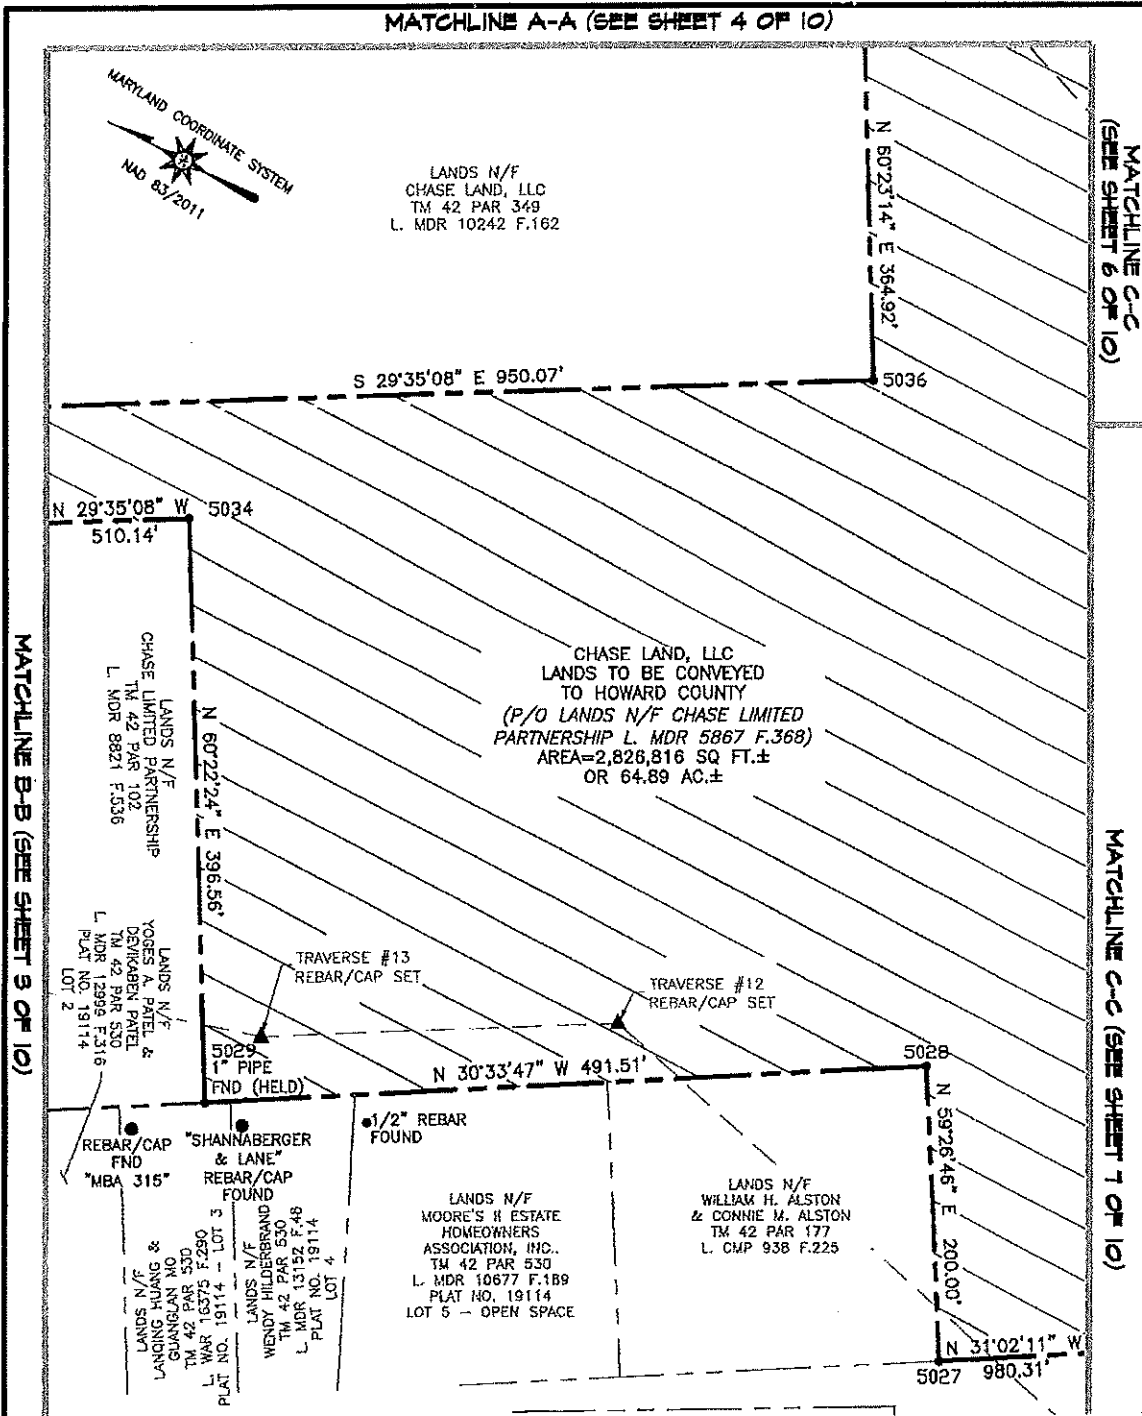 MATCHLINE A-A (SEE SHEET 4 OF 10)
MARYLAND COORDINATE SYSTEM
NAD 83/2011
LANDS N/F
CHASE LAND, LLC
TM 42 PAR 349
L. MDR 10242 F.162
N 60°23'14" E 364.92'
MATCHLINE C-C
(SEE SHEET 6 OF 10)
S 29°35'08" E 950.07'
5036
N 29°35'08" W
510.14'
5034
MATCHLINE B-B (SEE SHEET 5 OF 10)
LANDS N/F
CHASE LIMITED PARTNERSHIP
TM 42 PAR 102
L. MDR 8821 F.536
N 60°22'24" E 396.56'
CHASE LAND, LLC
LANDS TO BE CONVEYED
TO HOWARD COUNTY
(P/O LANDS N/F CHASE LIMITED
PARTNERSHIP L. MDR 5867 F.368)
AREA=2,826,816 SQ FT.±
OR 64.89 AC.±
MATCHLINE C-C (SEE SHEET 7 OF 10)
LANDS N/F
YOGES A. PATEL &
DEVIKABEN PATEL
TM 42 PAR 530
L. MDR 12996 F.316
PLAT NO. 19114
LOT 2
TRAVERSE #13
REBAR/CAP SET
TRAVERSE #12
REBAR/CAP SET
5029
1" PIPE
FND (HELD)
N 30°33'47" W 491.51'
5028
N 59°26'46" E 200.00'
REBAR/CAP
FND
"MBA 315"
"SHANNABERGER
& LANE"
REBAR/CAP
FOUND
1/2" REBAR
FOUND
LANDS N/F
LANQING HUANG &
GUANGLAN MO
TM 42 PAR 530
L. WAR 16375 F.290
PLAT NO. 19114 - LOT 3
LANDS N/F
WENDY HILDERBRAND
TM 42 PAR 530
L. MDR 13152 F.48
PLAT NO. 19114
LOT 4
LANDS N/F
MOORE'S II ESTATE
HOMEOWNERS
ASSOCIATION, INC..
TM 42 PAR 530
L. MDR 10677 F.189
PLAT NO. 19114
LOT 5 - OPEN SPACE
LANDS N/F
WILLIAM H. ALSTON
& CONNIE M. ALSTON
TM 42 PAR 177
L. CMP 938 F.225
N 31°02'11" W
980.31'
5027